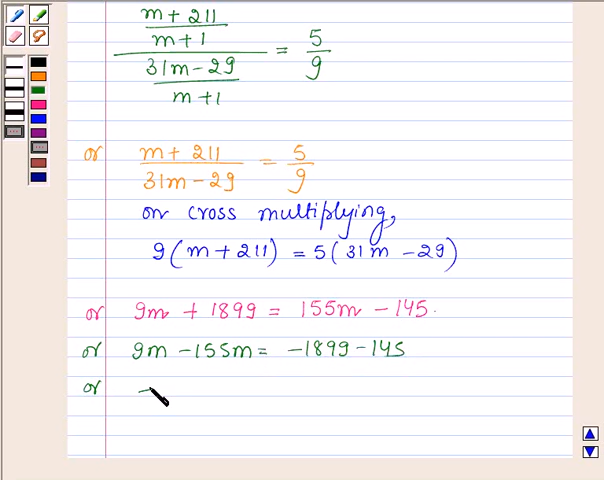 m + 211
m + 1
31m - 29
m + 1
= 5/9
or m + 211 / 31m - 29 = 5/9
on cross multiplying,
9(m + 211) = 5(31m - 29)
or 9m + 1899 = 155m - 145.
or 9m - 155m = -1899 - 145
or -